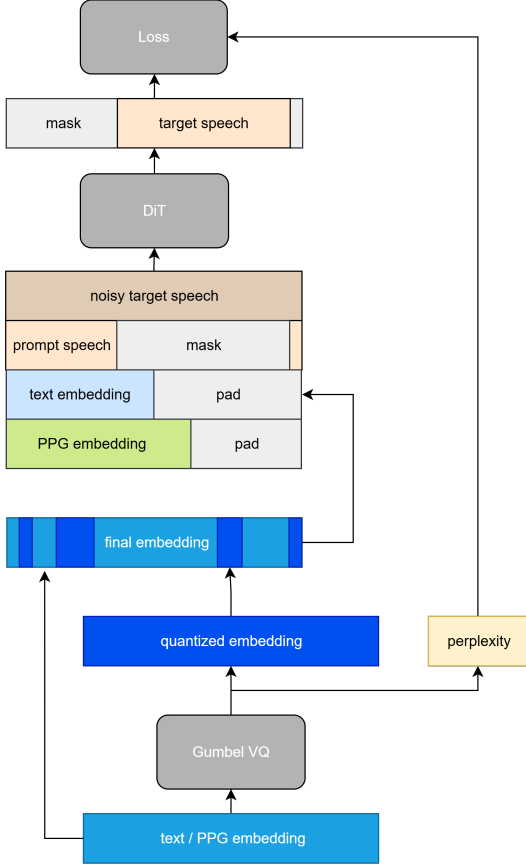 Loss
mask
target speech
DiT
noisy target speech
prompt speech
mask
text embedding
pad
PPG embedding
pad
final embedding
quantized embedding
perplexity
Gumbel VQ
text / PPG embedding